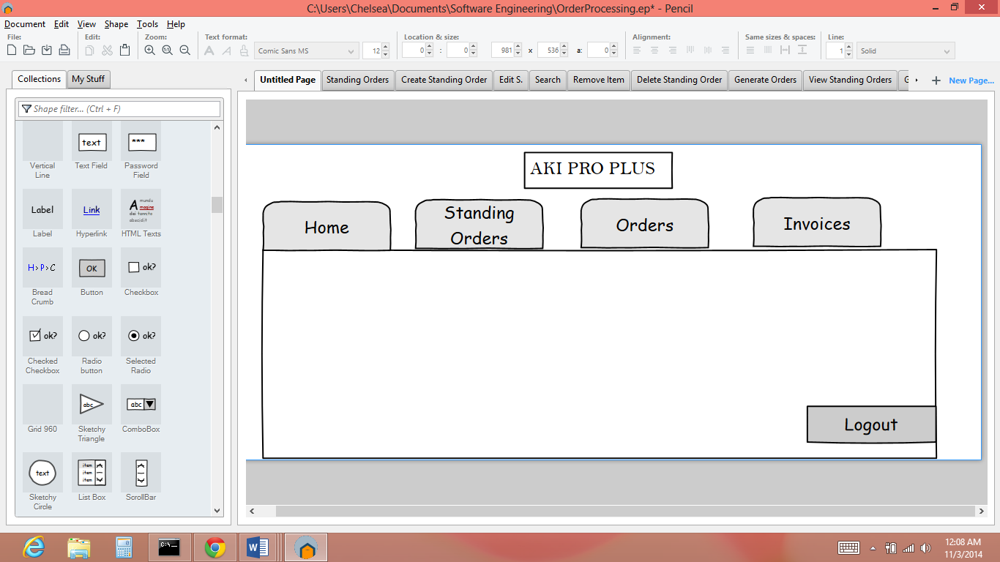 C:\Users\Chelsea\Documents\Software Engineering\OrderProcessing.ep* - Pencil
Document Edit View Shape Tools Help
File: Edit: Zoom: Text format: Location & size: Alignment: Same sizes & spaces: Line:
1:1 A A Comic Sans MS 12 0 : 0 981 x 536 a: 0 1 Solid
Collections My Stuff
Untitled Page Standing Orders Create Standing Order Edit S. Search Remove Item Delete Standing Order Generate Orders View Standing Orders G + New Page...
Shape filter... (Ctrl + F)
text ***
Vertical Line Text Field Password Field
Label Link A mundu magine dei tannito abucidit
Label Hyperlink HTML Texts
H>P>C OK ok?
Bread Crumb Button Checkbox
ok? ok? ok?
Checked Checkbox Radio button Selected Radio
abc abc
Grid 960 Sketchy Triangle ComboBox
text item item item
Sketchy Circle List Box ScrollBar
AKI PRO PLUS
Home Standing Orders Orders Invoices
Logout
C:\_
W
12:08 AM
11/3/2014